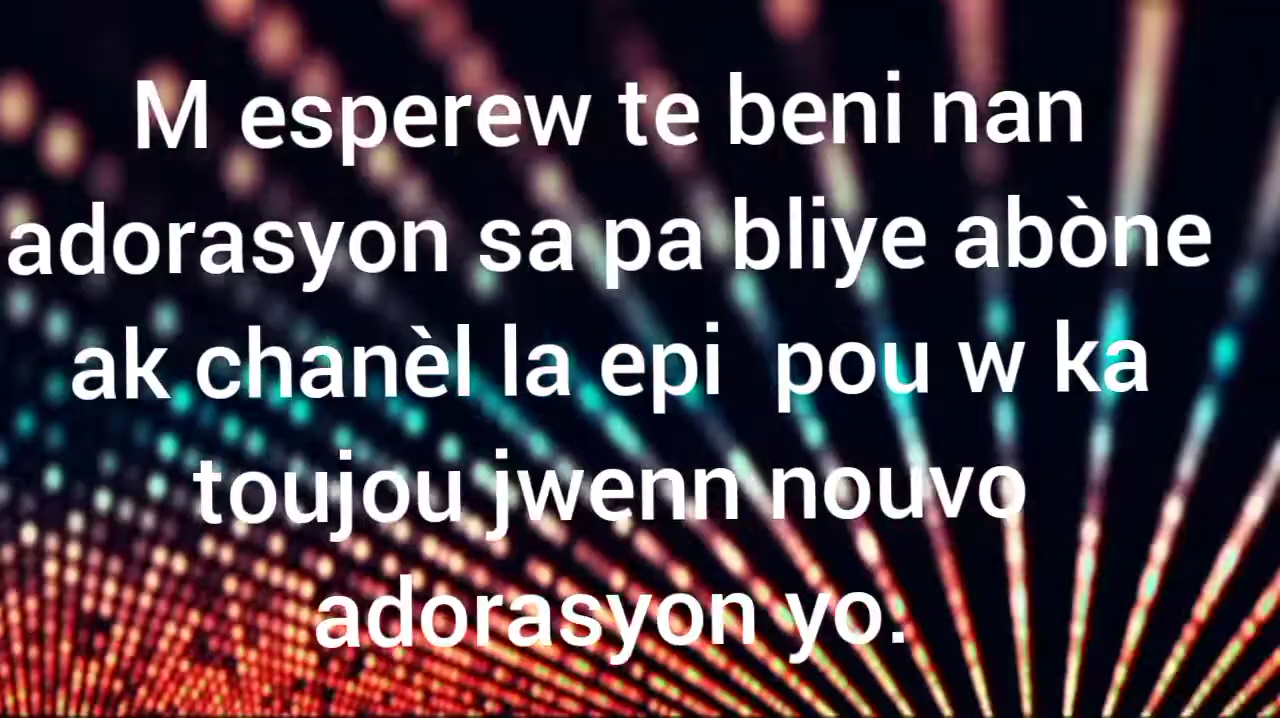 M esperew te beni nan
adorasyon sa pa bliye abòne
ak chanèl la epi  pou w ka
toujou jwenn nouvo
adorasyon yo.